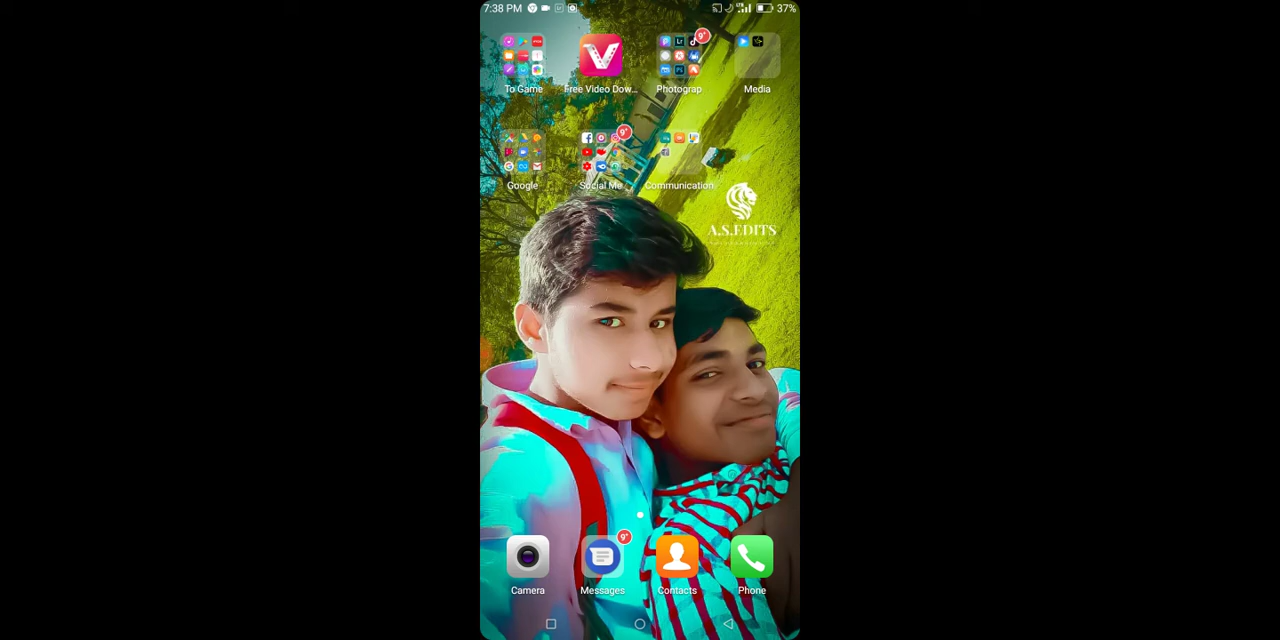 7:38 PM
37%
To Game
Free Video Dow...
Photograp
Media
Google
Social Me
Communication
A.S.EDITS
Camera
Messages
Contacts
Phone